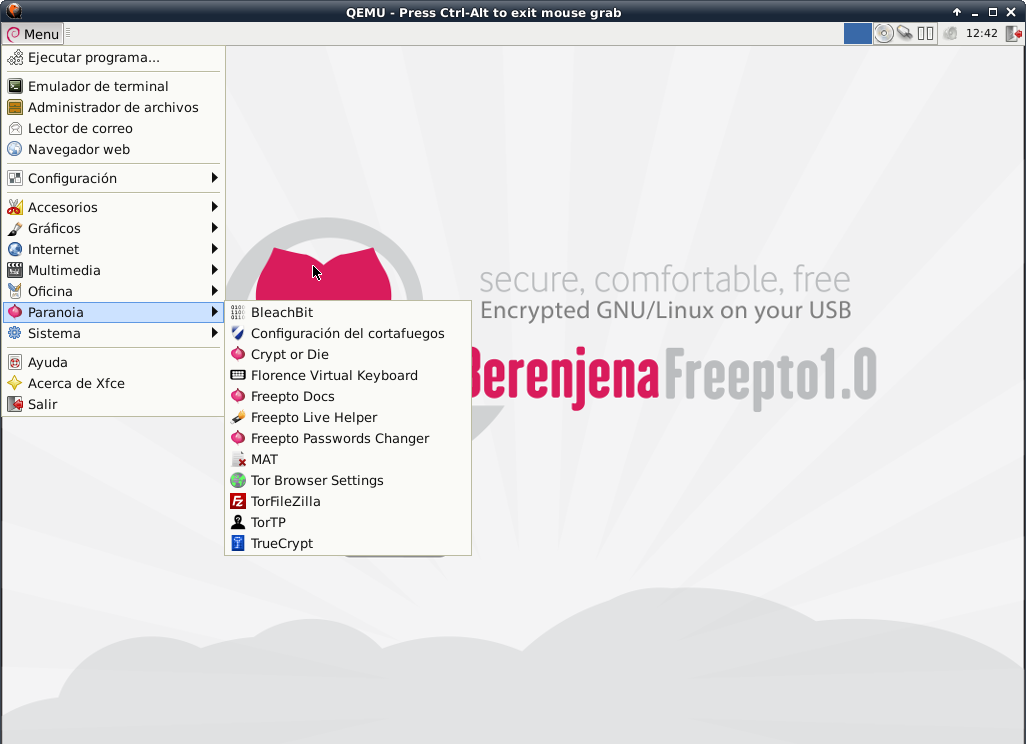 QEMU - Press Ctrl-Alt to exit mouse grab
Menu
12:42
Ejecutar programa...
Emulador de terminal
Administrador de archivos
Lector de correo
Navegador web
Configuración
Accesorios
Gráficos
Internet
Multimedia
Oficina
Paranoia
Sistema
Ayuda
Acerca de Xfce
Salir
BleachBit
Configuración del cortafuegos
Crypt or Die
Florence Virtual Keyboard
Freepto Docs
Freepto Live Helper
Freepto Passwords Changer
MAT
Tor Browser Settings
TorFileZilla
TorTP
TrueCrypt
secure, comfortable, free
Encrypted GNU/Linux on your USB
Berenjena Freepto1.0